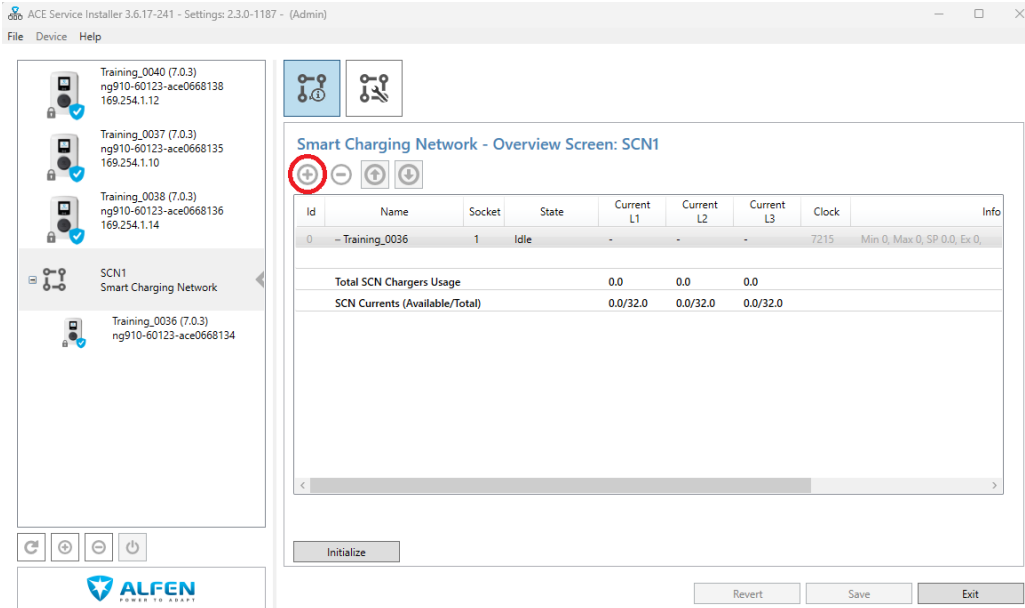 ACE Service Installer 3.6.17-241 - Settings: 2.3.0-1187 - (Admin)
File Device Help
Training_0040 (7.0.3)
ng910-60123-ace0668138
169.254.1.12
Training_0037 (7.0.3)
ng910-60123-ace0668135
169.254.1.10
Training_0038 (7.0.3)
ng910-60123-ace0668136
169.254.1.14
SCN1
Smart Charging Network
Training_0036 (7.0.3)
ng910-60123-ace0668134
ALFEN
POWER TO ADAPT
Smart Charging Network - Overview Screen: SCN1
Id Name Socket State Current L1 Current L2 Current L3 Clock Info
0 – Training_0036 1 Idle - - - 7215 Min 0, Max 0, SP 0.0, Ex 0,
Total SCN Chargers Usage 0.0 0.0 0.0
SCN Currents (Available/Total) 0.0/32.0 0.0/32.0 0.0/32.0
Initialize
Revert Save Exit